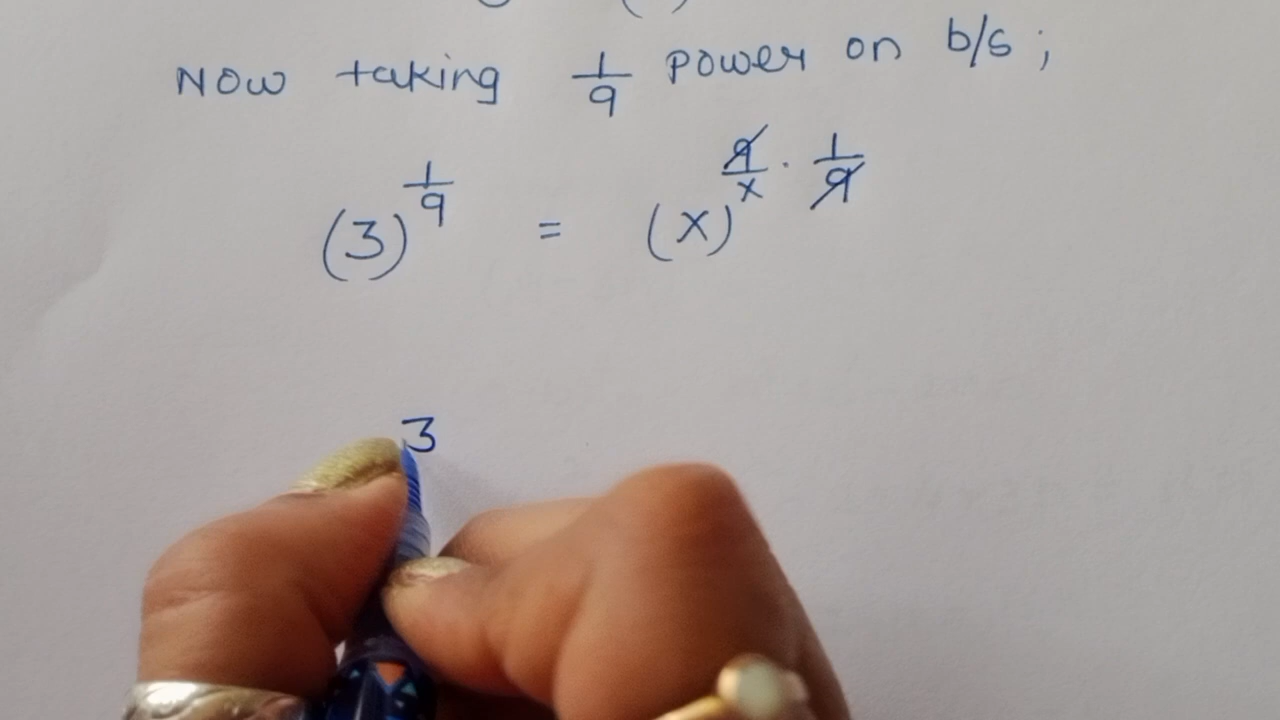 Now taking 1/9 power on b/s ;
(3)^(1/9) = (x)^(9/x · 1/9)
3